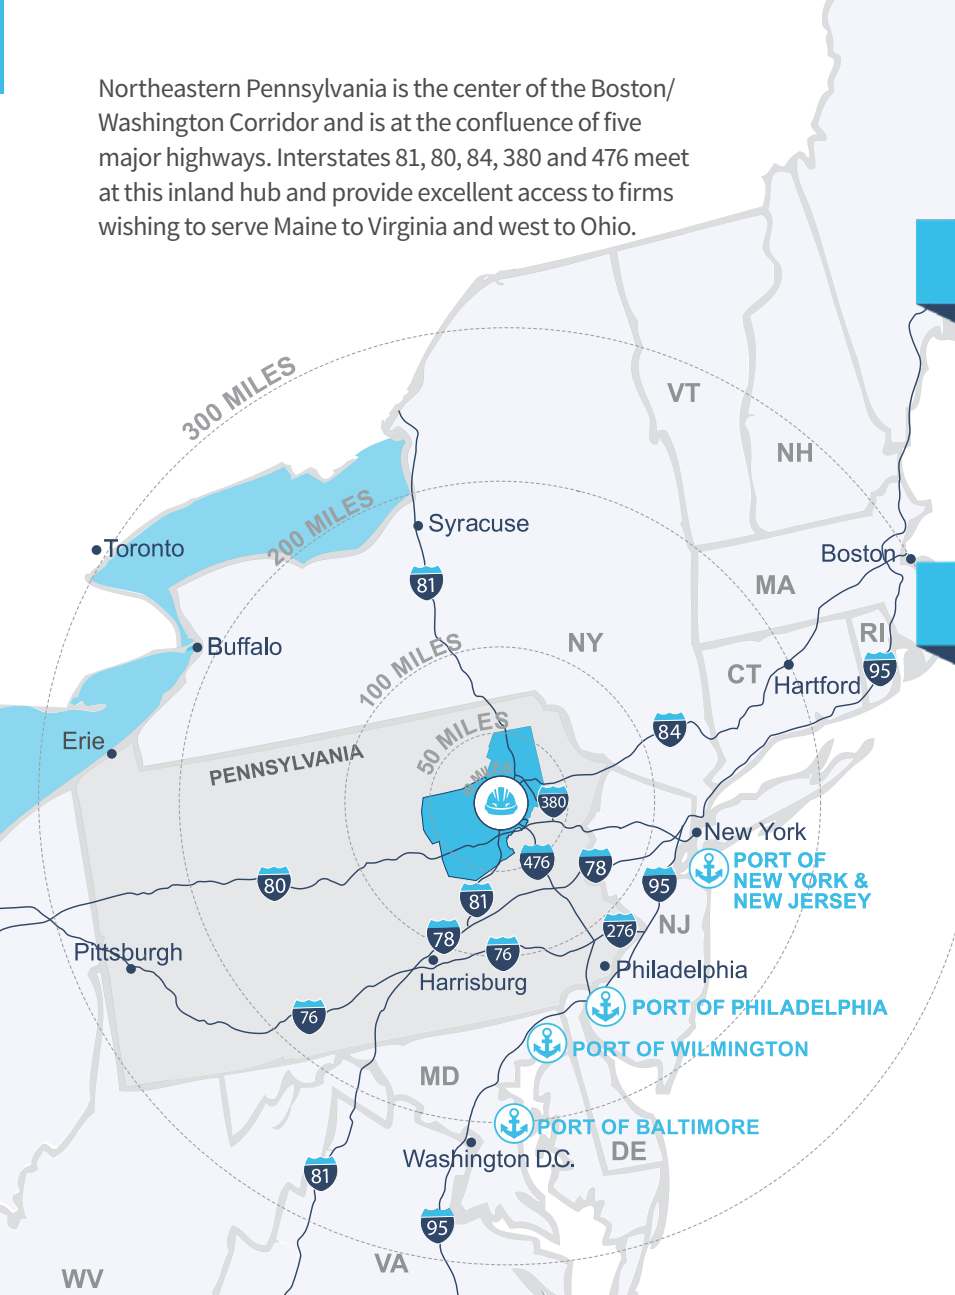 Northeastern Pennsylvania is the center of the Boston/
Washington Corridor and is at the confluence of five
major highways. Interstates 81, 80, 84, 380 and 476 meet
at this inland hub and provide excellent access to firms
wishing to serve Maine to Virginia and west to Ohio.
300 MILES
VT
NH
200 MILES
Syracuse
Toronto
Boston
81
MA
RI
NY
Buffalo
100 MILES
CT
95
Hartford
50 MILES
84
Erie
PENNSYLVANIA
MILES
380
New York
PORT OF
NEW YORK &
NEW JERSEY
476
78
80
95
81
NJ
78
276
76
Pittsburgh
Harrisburg
Philadelphia
PORT OF PHILADELPHIA
76
PORT OF WILMINGTON
MD
PORT OF BALTIMORE
Washington D.C.
DE
81
95
VA
WV